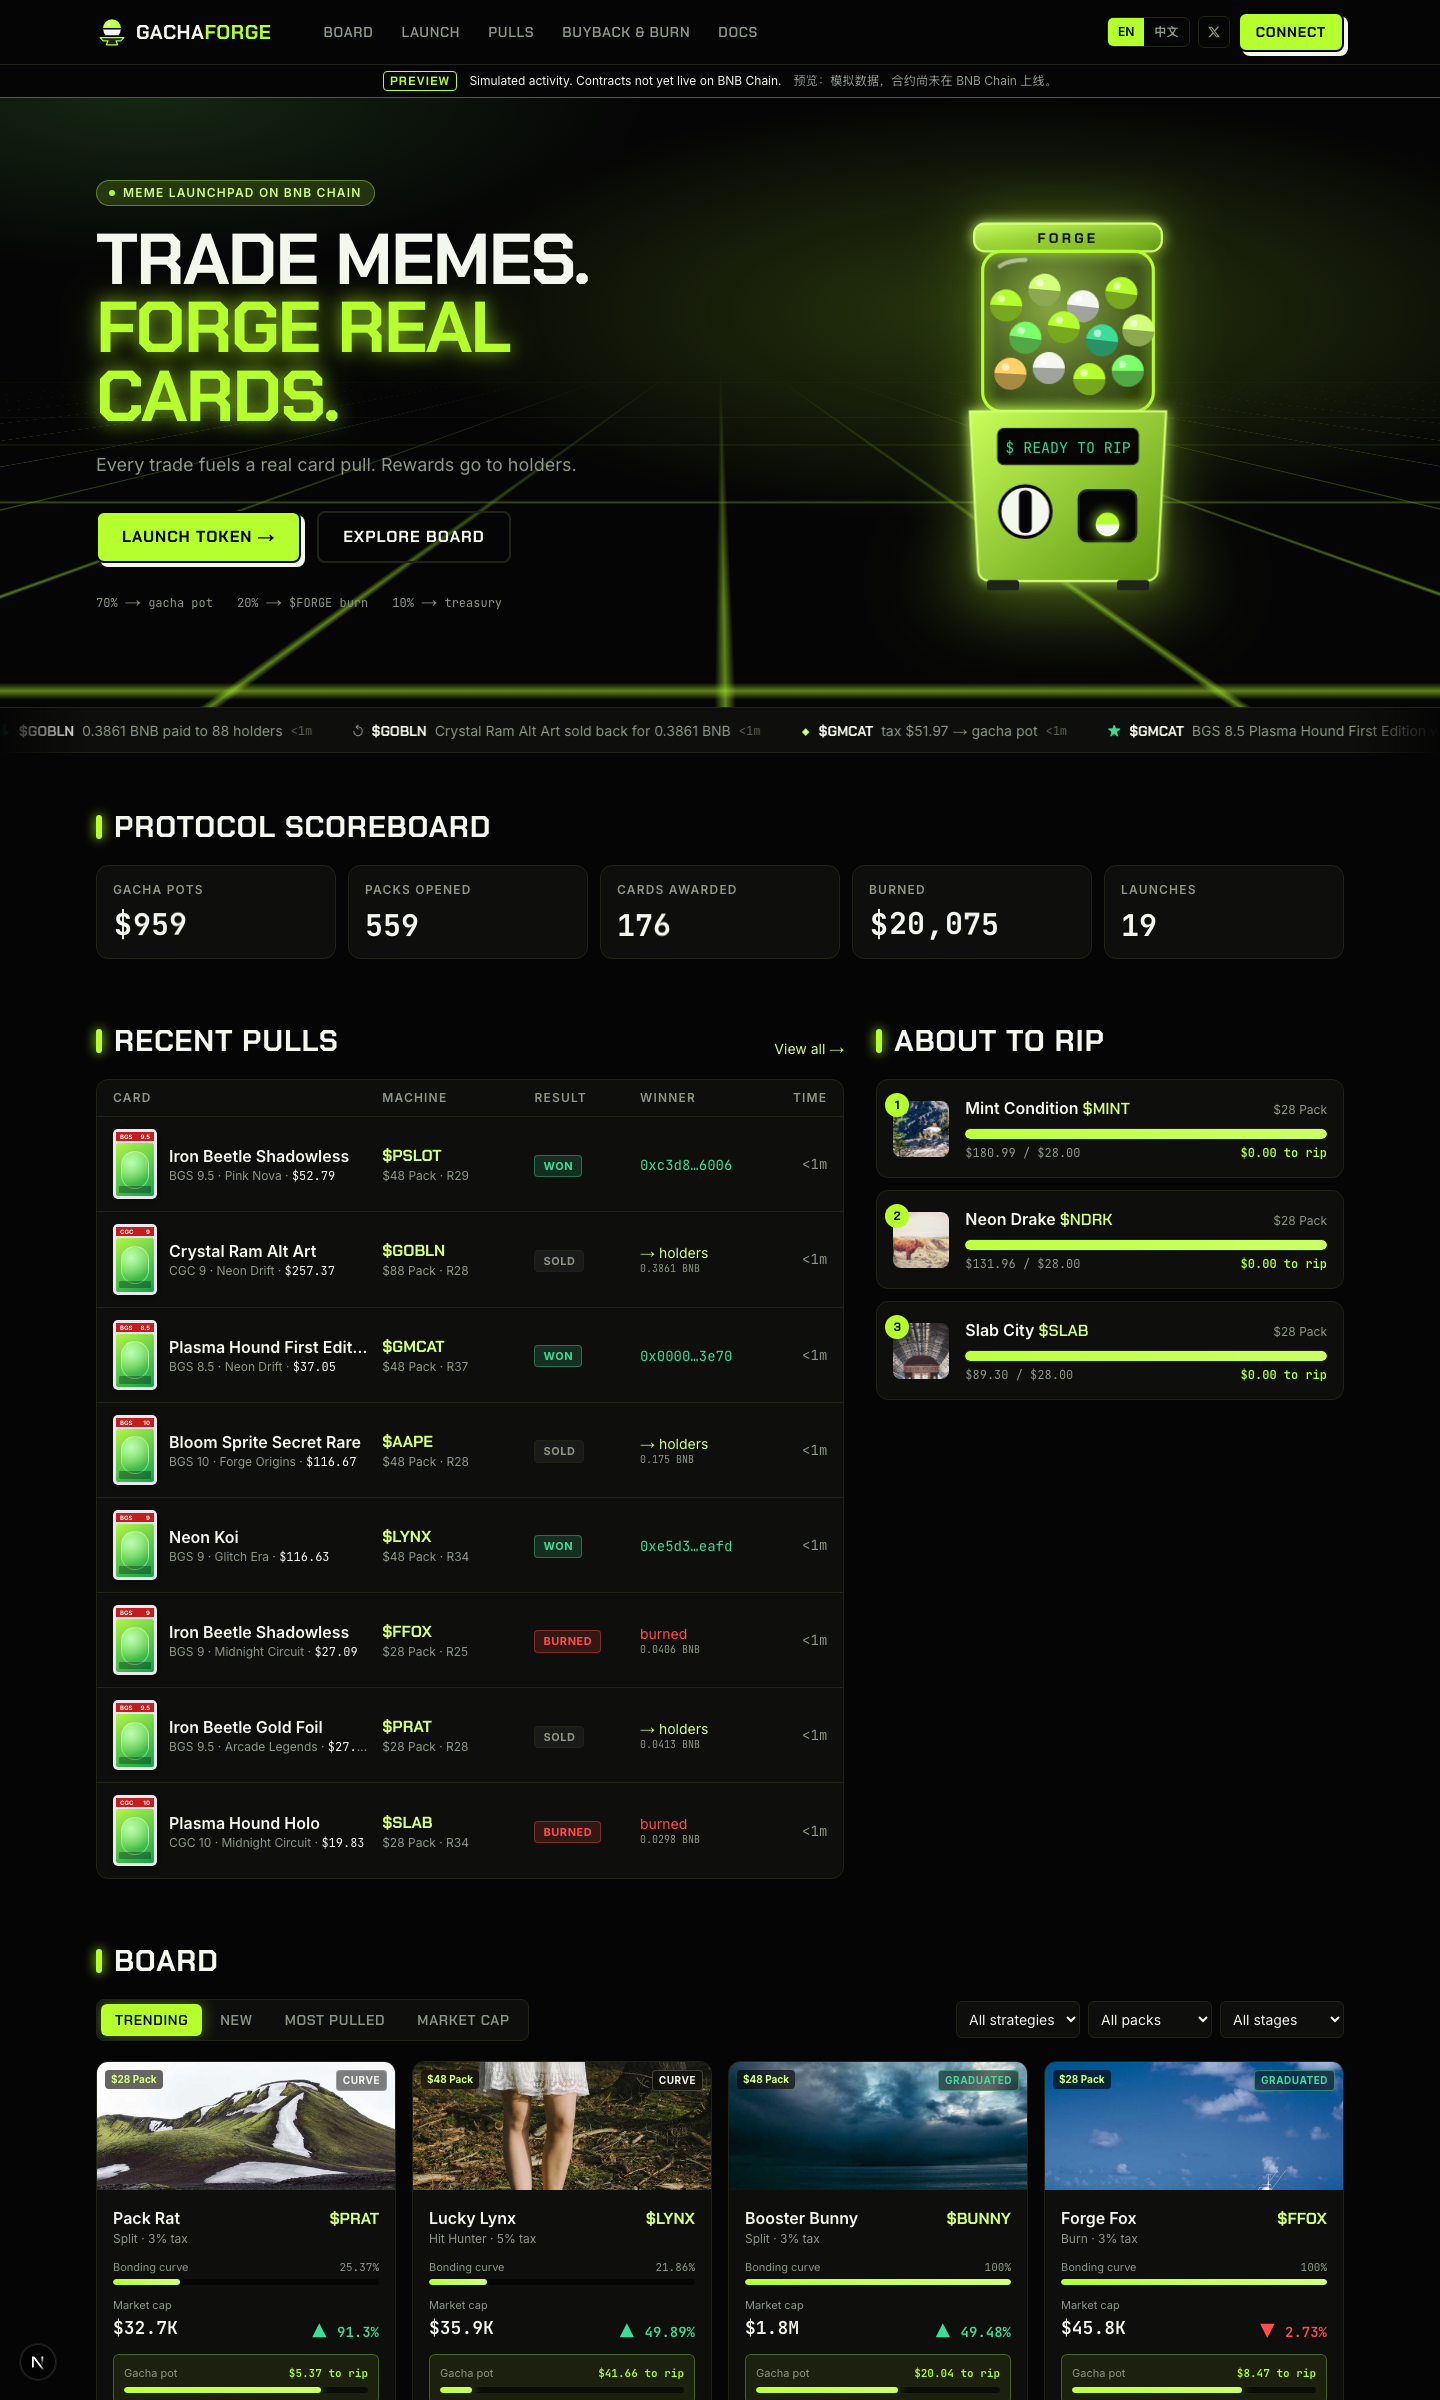 GACHAFORGE
BOARD LAUNCH PULLS BUYBACK & BURN DOCS
EN 中文 CONNECT
PREVIEW Simulated activity. Contracts not yet live on BNB Chain. 预览：模拟数据，合约尚未在 BNB Chain 上线。
MEME LAUNCHPAD ON BNB CHAIN
TRADE MEMES.
FORGE REAL
CARDS.
Every trade fuels a real card pull. Rewards go to holders.
LAUNCH TOKEN →
EXPLORE BOARD
70% → gacha pot 20% → $FORGE burn 10% → treasury
FORGE
$ READY TO RIP
$GOBLN 0.3861 BNB paid to 88 holders <1m
$GOBLN Crystal Ram Alt Art sold back for 0.3861 BNB <1m
$GMCAT tax $51.97 → gacha pot <1m
$GMCAT BGS 8.5 Plasma Hound First Edition
PROTOCOL SCOREBOARD
GACHA POTS
$959
PACKS OPENED
559
CARDS AWARDED
176
BURNED
$20,075
LAUNCHES
19
RECENT PULLS
View all →
CARD MACHINE RESULT WINNER TIME
BGS 9.5
Iron Beetle Shadowless
BGS 9.5 · Pink Nova · $52.79
$PSLOT
$48 Pack · R29
WON
0xc3d8…6006
<1m
CGC 9
Crystal Ram Alt Art
CGC 9 · Neon Drift · $257.37
$GOBLN
$88 Pack · R28
SOLD
→ holders
0.3861 BNB
<1m
BGS 8.5
Plasma Hound First Edit…
BGS 8.5 · Neon Drift · $37.05
$GMCAT
$48 Pack · R37
WON
0x0000…3e70
<1m
BGS 10
Bloom Sprite Secret Rare
BGS 10 · Forge Origins · $116.67
$AAPE
$48 Pack · R28
SOLD
→ holders
0.175 BNB
<1m
BGS 9
Neon Koi
BGS 9 · Glitch Era · $116.63
$LYNX
$48 Pack · R34
WON
0xe5d3…eafd
<1m
BGS 9
Iron Beetle Shadowless
BGS 9 · Midnight Circuit · $27.09
$FFOX
$28 Pack · R25
BURNED
burned
0.0406 BNB
<1m
BGS 9.5
Iron Beetle Gold Foil
BGS 9.5 · Arcade Legends · $27.…
$PRAT
$28 Pack · R28
SOLD
→ holders
0.0413 BNB
<1m
CGC 10
Plasma Hound Holo
CGC 10 · Midnight Circuit · $19.83
$SLAB
$28 Pack · R34
BURNED
burned
0.0298 BNB
<1m
ABOUT TO RIP
1
Mint Condition $MINT
$28 Pack
$180.99 / $28.00
$0.00 to rip
2
Neon Drake $NDRK
$28 Pack
$131.96 / $28.00
$0.00 to rip
3
Slab City $SLAB
$28 Pack
$89.30 / $28.00
$0.00 to rip
BOARD
TRENDING NEW MOST PULLED MARKET CAP
All strategies All packs All stages
$28 Pack CURVE
Pack Rat $PRAT
Split · 3% tax
Bonding curve 25.37%
Market cap
$32.7K ▲ 91.3%
Gacha pot $5.37 to rip
$48 Pack CURVE
Lucky Lynx $LYNX
Hit Hunter · 5% tax
Bonding curve 21.86%
Market cap
$35.9K ▲ 49.89%
Gacha pot $41.66 to rip
$48 Pack GRADUATED
Booster Bunny $BUNNY
Split · 3% tax
Bonding curve 100%
Market cap
$1.8M ▲ 49.48%
Gacha pot $20.04 to rip
$28 Pack GRADUATED
Forge Fox $FFOX
Burn · 3% tax
Bonding curve 100%
Market cap
$45.8K ▼ 2.73%
Gacha pot $8.47 to rip
N